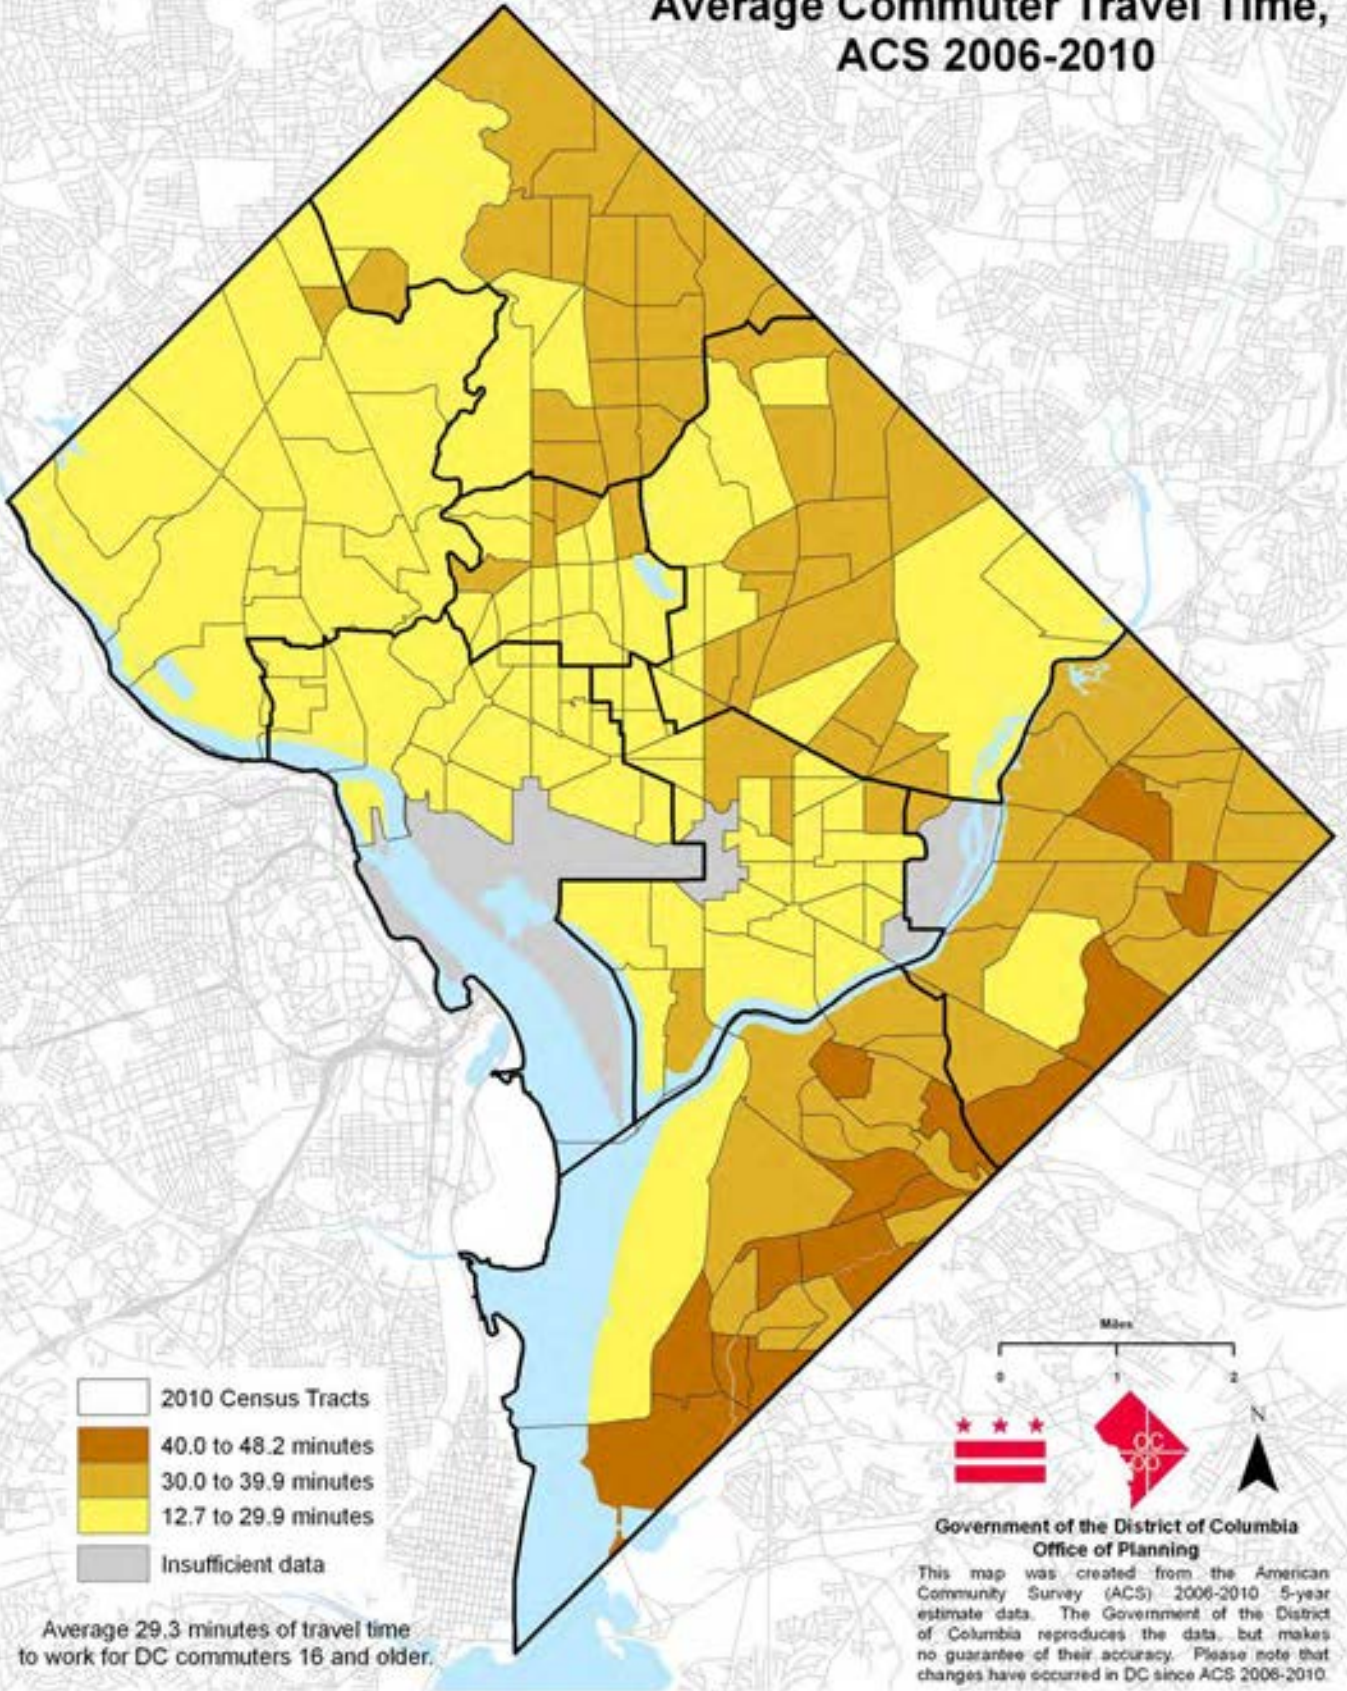 Average Commuter Travel Time,
ACS 2006-2010
2010 Census Tracts
40.0 to 48.2 minutes
30.0 to 39.9 minutes
12.7 to 29.9 minutes
Insufficient data
Average 29.3 minutes of travel time
to work for DC commuters 16 and older.
Miles
0 1 2
N
DC
OP
Government of the District of Columbia
Office of Planning
This map was created from the American
Community Survey (ACS) 2006-2010 5-year
estimate data. The Government of the District
of Columbia reproduces the data, but makes
no guarantee of their accuracy. Please note that
changes have occurred in DC since ACS 2006-2010.